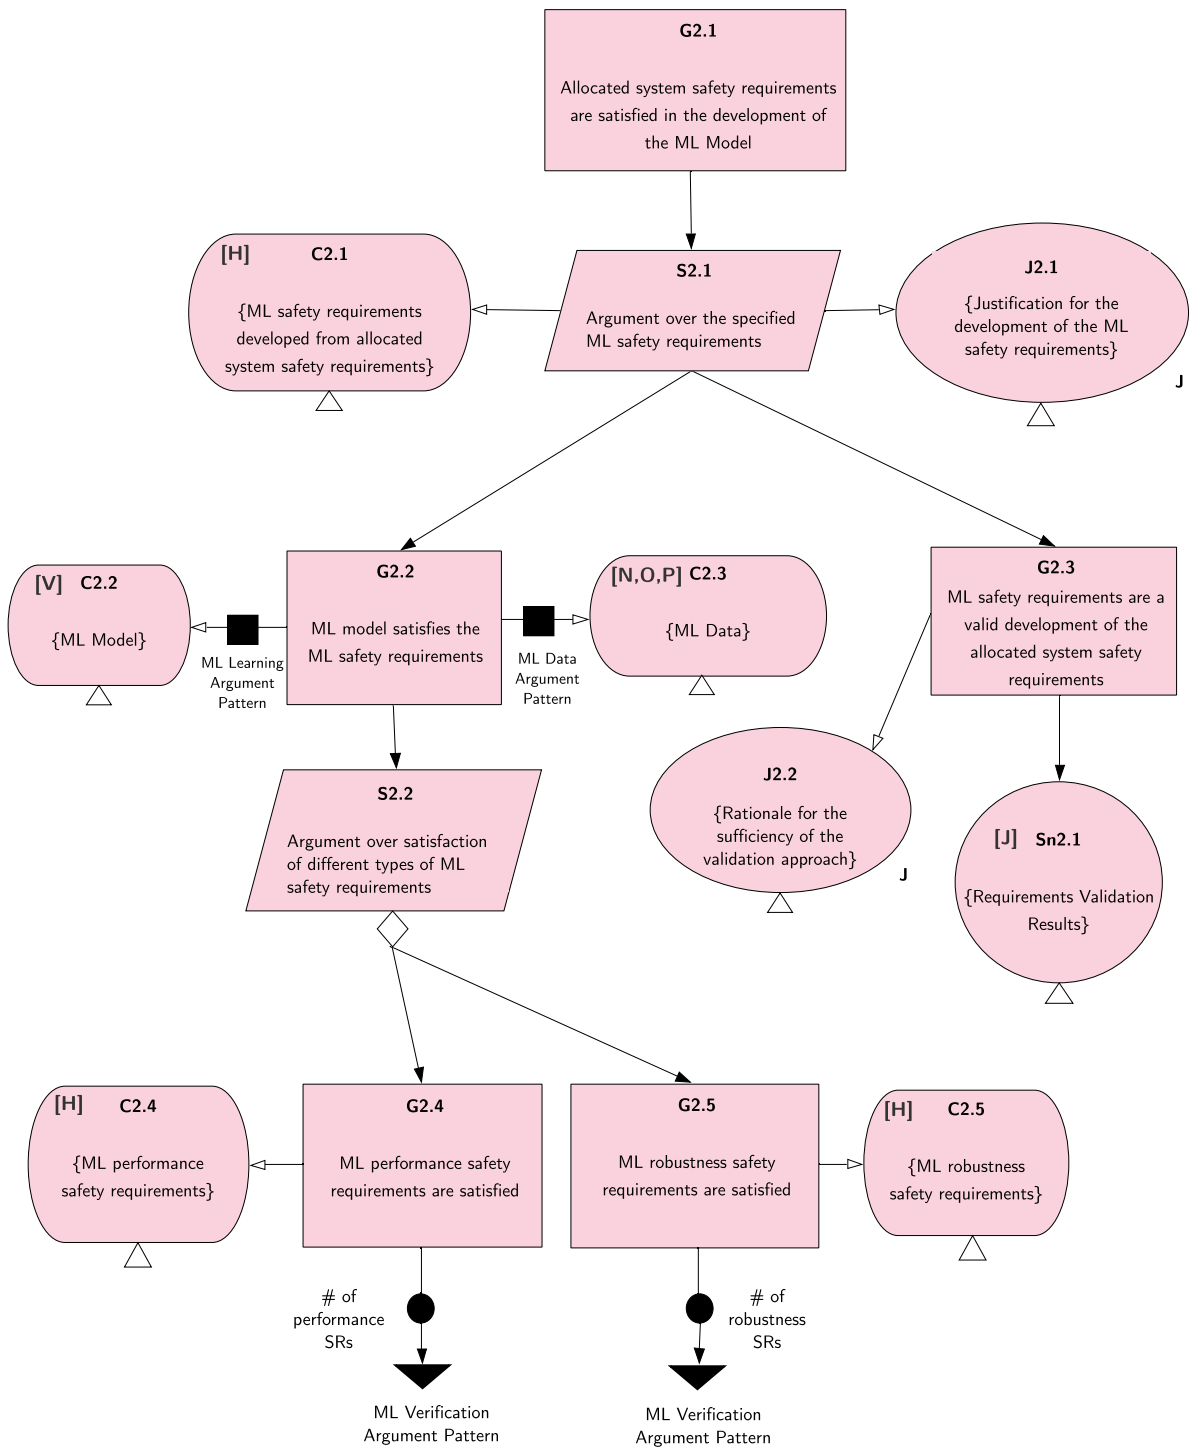 G2.1
Allocated system safety requirements
are satisfied in the development of
the ML Model
[H] C2.1
{ML safety requirements
developed from allocated
system safety requirements}
S2.1
Argument over the specified
ML safety requirements
J2.1
{Justification for the
development of the ML
safety requirements}
J
[V] C2.2
{ML Model}
ML Learning
Argument
Pattern
G2.2
ML model satisfies the
ML safety requirements
ML Data
Argument
Pattern
[N,O,P] C2.3
{ML Data}
G2.3
ML safety requirements are a
valid development of the
allocated system safety
requirements
S2.2
Argument over satisfaction
of different types of ML
safety requirements
J2.2
{Rationale for the
sufficiency of the
validation approach}
J
[J] Sn2.1
{Requirements Validation
Results}
[H] C2.4
{ML performance
safety requirements}
G2.4
ML performance safety
requirements are satisfied
G2.5
ML robustness safety
requirements are satisfied
[H] C2.5
{ML robustness
safety requirements}
# of
performance
SRs
# of
robustness
SRs
ML Verification
Argument Pattern
ML Verification
Argument Pattern